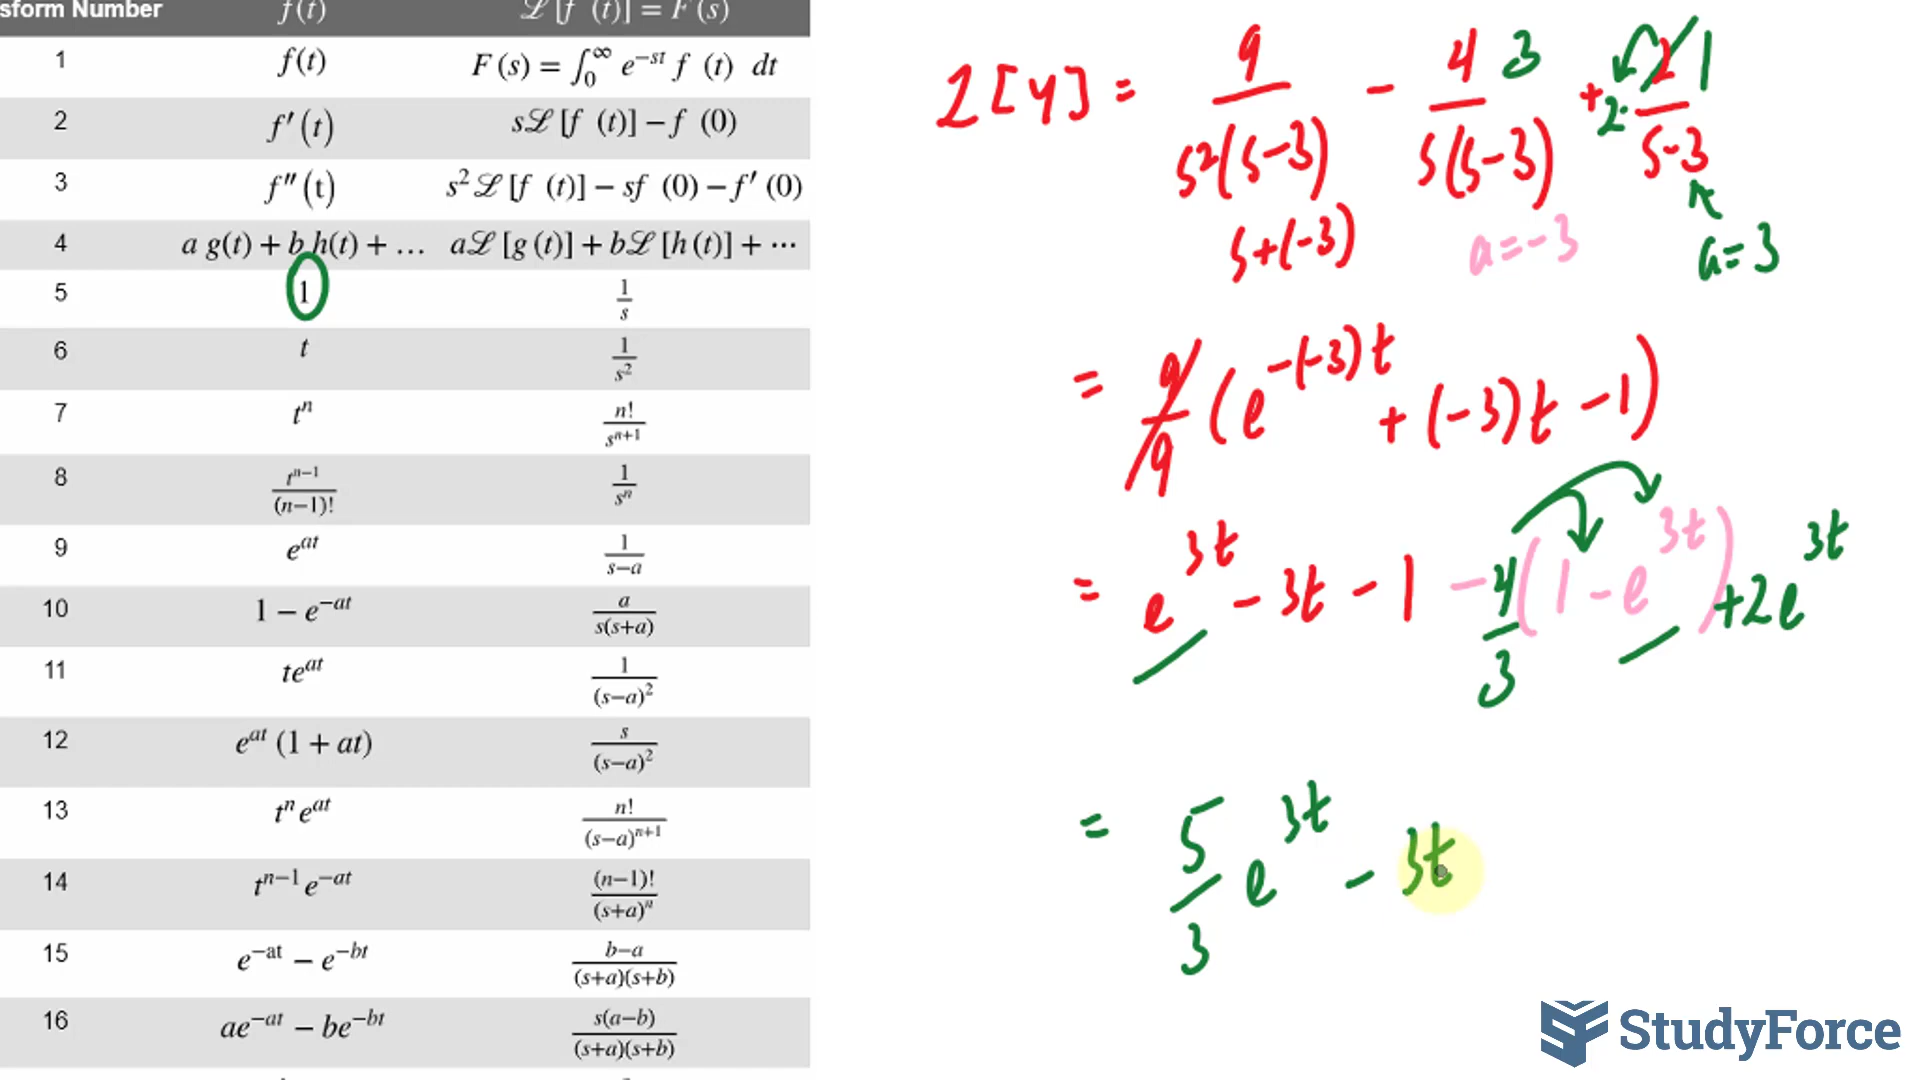 sform Number f(t) ℒ[f (t)] = F(s)
1 f(t) F(s) = ∫₀^∞ e^{−st} f (t) dt
2 f′(t) sℒ[f (t)] − f (0)
3 f″(t) s²ℒ[f (t)] − sf (0) − f′(0)
4 a g(t) + b h(t) + … aℒ[g(t)] + bℒ[h(t)] + ⋯
5 1 1/s
6 t 1/s²
7 tⁿ n!/s^{n+1}
8 t^{n−1}/(n−1)! 1/sⁿ
9 e^{at} 1/(s−a)
10 1 − e^{−at} a/(s(s+a))
11 te^{at} 1/(s−a)²
12 e^{at}(1 + at) s/(s−a)²
13 tⁿe^{at} n!/(s−a)^{n+1}
14 t^{n−1}e^{−at} (n−1)!/(s+a)ⁿ
15 e^{−at} − e^{−bt} (b−a)/((s+a)(s+b))
16 ae^{−at} − be^{−bt} s(a−b)/((s+a)(s+b))
ℒ[y] = 9/(s²(s−3)) − 4/(s(s−3)) 3 + 2· 2 1/(s−3)
s+(−3) a=−3 a=3
= 9/9 (e^{−(−3)t} + (−3)t − 1)
= e^{3t} − 3t − 1 − 4/3 (1 − e^{3t}) + 2e^{3t}
= 5/3 e^{3t} − 3t
StudyForce